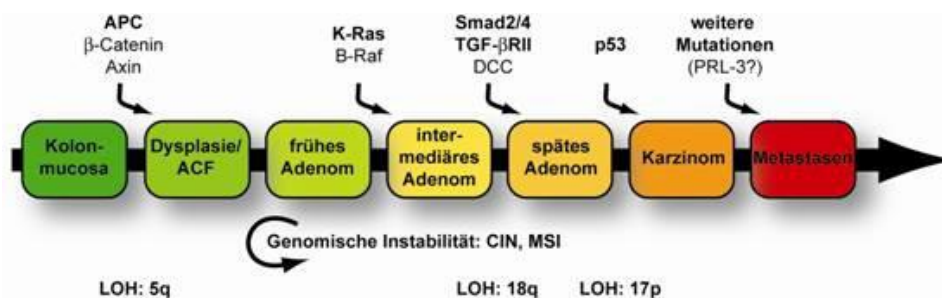 APC
β-Catenin
Axin
K-Ras
B-Raf
Smad2/4
TGF-βRII
DCC
p53
weitere
Mutationen
(PRL-3?)
Kolon-
mucosa
Dysplasie/
ACF
frühes
Adenom
inter-
mediäres
Adenom
spätes
Adenom
Karzinom
Metastasen
Genomische Instabilität: CIN, MSI
LOH: 5q
LOH: 18q
LOH: 17p